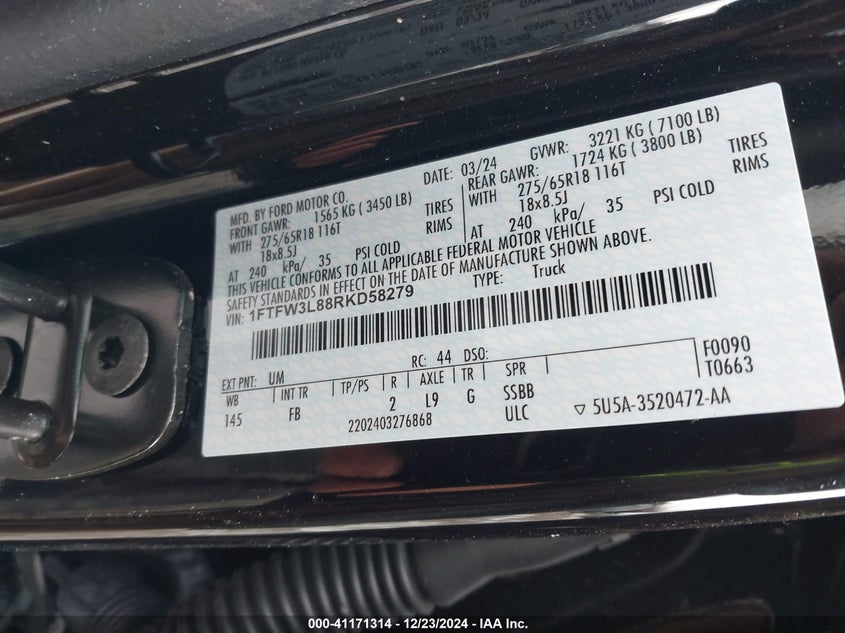 MFD. BY FORD MOTOR CO.
DATE: 03/24
GVWR: 3221 KG ( 7100 LB)
FRONT GAWR: 1565 KG ( 3450 LB)
REAR GAWR: 1724 KG ( 3800 LB)
WITH 275/65R18 116T TIRES
WITH 275/65R18 116T TIRES
18x8.5J RIMS
18x8.5J RIMS
AT 240 kPa/ 35 PSI COLD
AT 240 kPa/ 35 PSI COLD
THIS VEHICLE CONFORMS TO ALL APPLICABLE FEDERAL MOTOR VEHICLE
SAFETY STANDARDS IN EFFECT ON THE DATE OF MANUFACTURE SHOWN ABOVE.
VIN: 1FTFW3L88RKD58279
TYPE: Truck
EXT PNT: UM RC: 44 DSO:
WB INT TR TP/PS R AXLE TR SPR
145 FB 2 L9 G SSBB
2202403276868 ULC
F0090
T0663
5U5A-3520472-AA
000-41171314 - 12/23/2024 - IAA Inc.